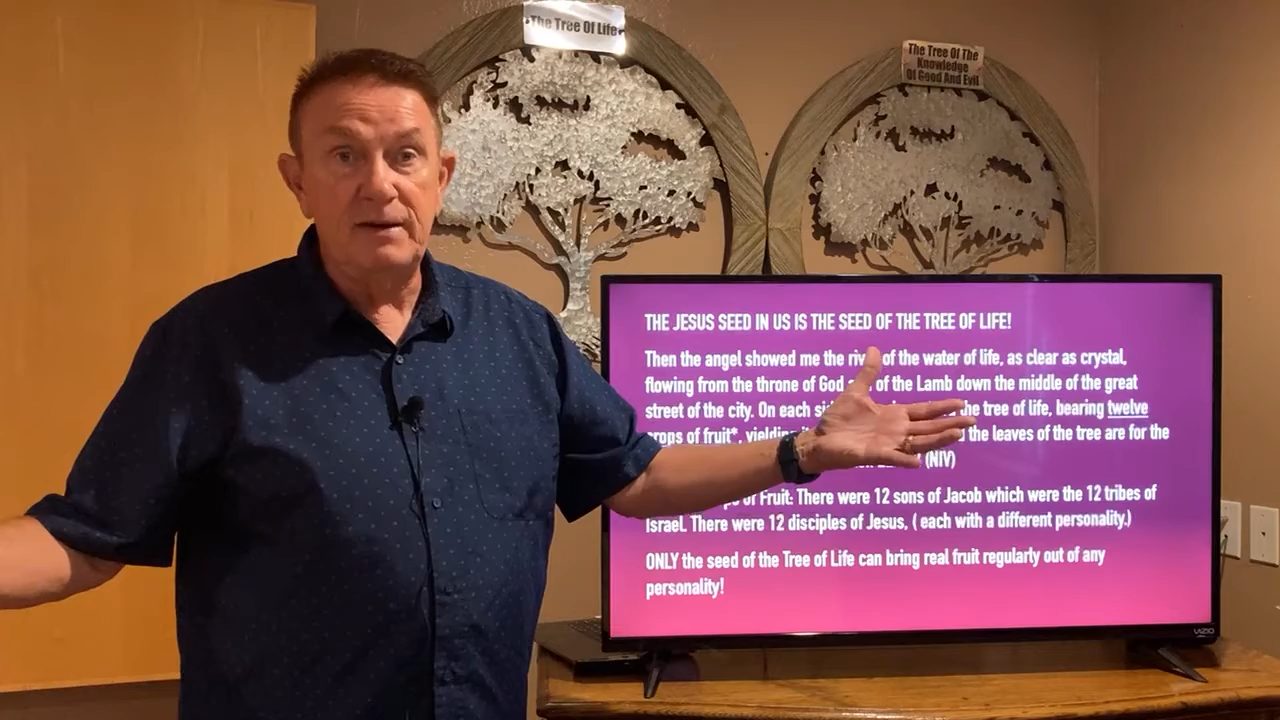 The Tree Of Life
The Tree Of The
Knowledge
Of Good And Evil
THE JESUS SEED IN US IS THE SEED OF THE TREE OF LIFE!
Then the angel showed me the of the water of life, as clear as crystal,
flowing from the throne of God of the Lamb down the middle of the great
street of the city. On each the tree of life, bearing twelve
crops of fruit*, yielding the leaves of the tree are for the
(NIV)
of Fruit: There were 12 sons of Jacob which were the 12 tribes of
Israel. There were 12 disciples of Jesus, ( each with a different personality.)
ONLY the seed of the Tree of Life can bring real fruit regularly out of any
personality!
VIZIO